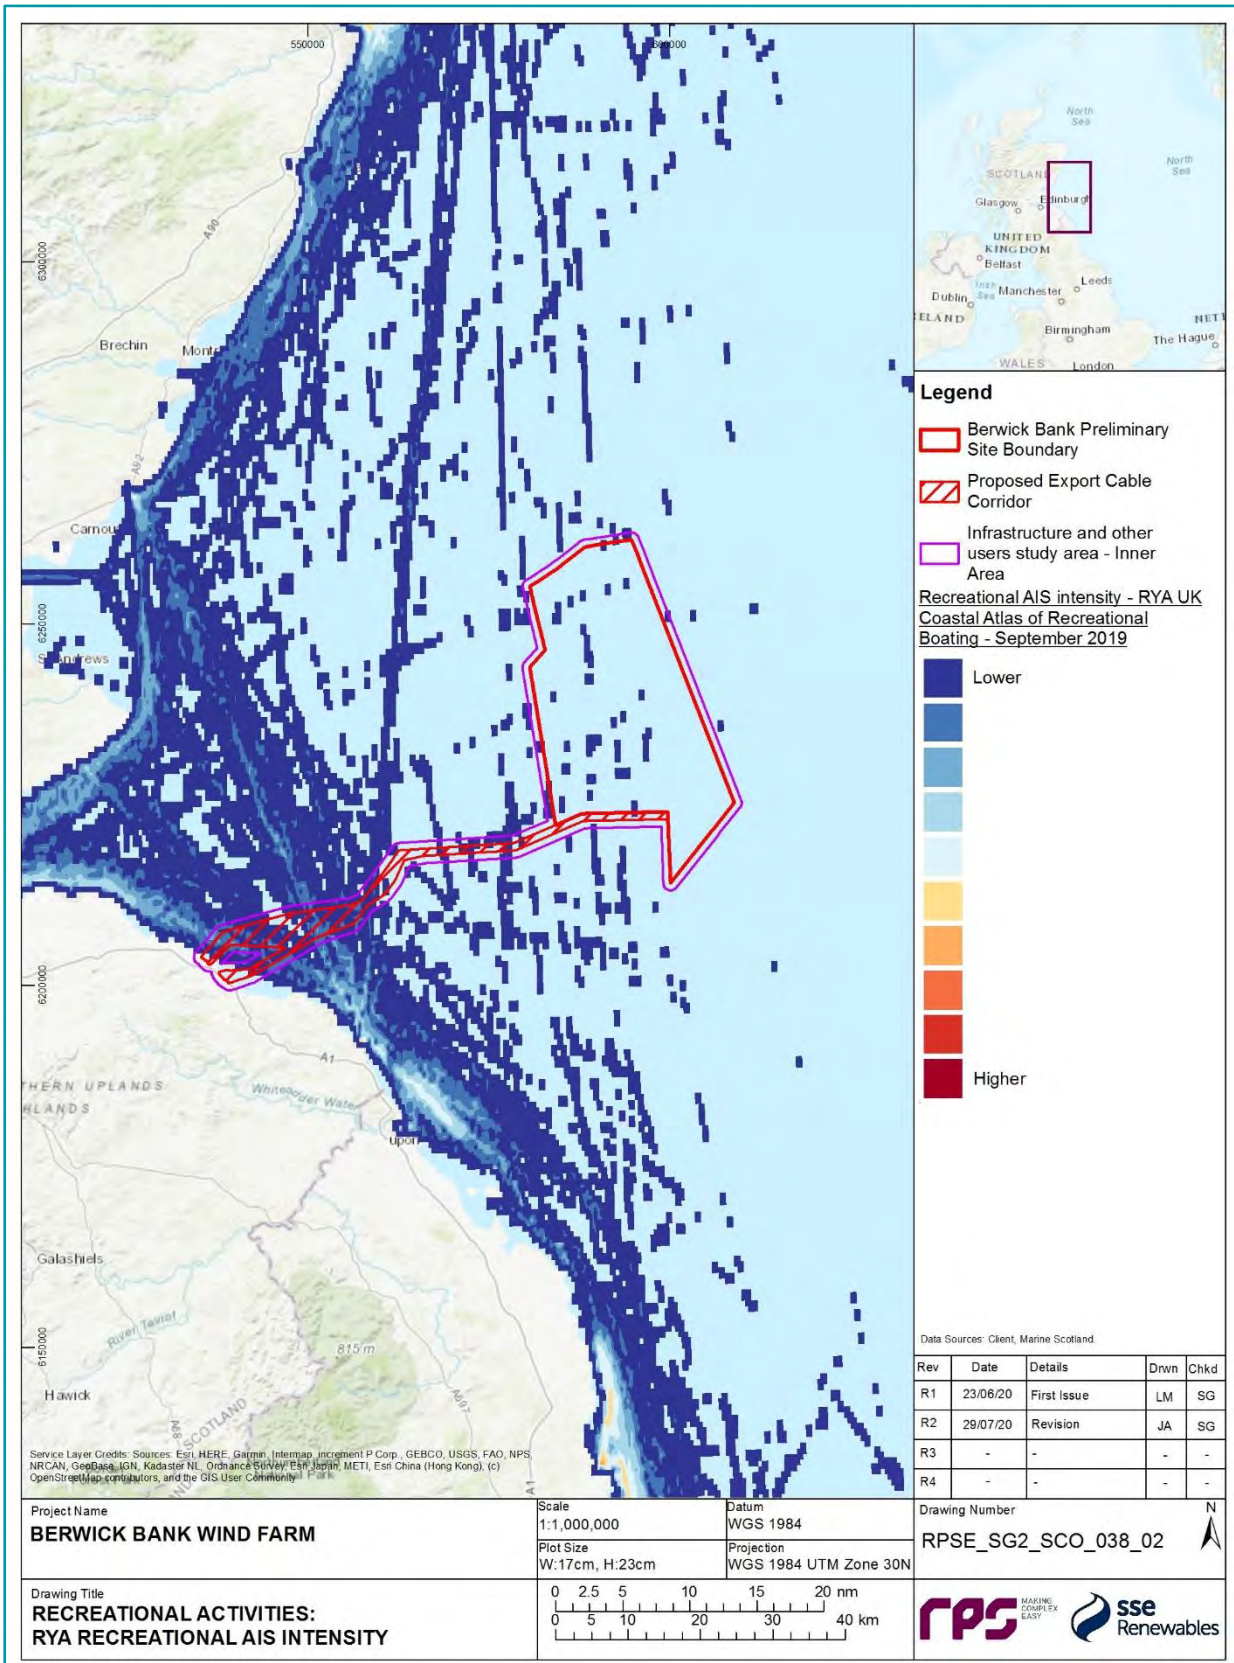 550000
600000
6300000
6250000
6200000
6150000
A90
Brechin
A92
A1
Whiteadder Water
upon
Galashiels
River Teviot
815m
Hawick
A68
SCOTLAND
A697
A1
Service Layer Credits: Sources: Esri, HERE, Garmin, Intermap, increment P Corp., GEBCO, USGS, FAO, NPS,
NRCAN, GeoBase, IGN, Kadaster NL, Ordnance Survey, Esri Japan, METI, Esri China (Hong Kong), (c)
OpenStreetMap contributors, and the GIS User Community
North
Sea
North
Sea
SCOTLAND
Glasgow
Edinburgh
UNITED
KINGDOM
Belfast
Irish
Sea
Leeds
Dublin
Manchester
Birmingham
The Hague
WALES
London
Legend
Berwick Bank Preliminary
Site Boundary
Proposed Export Cable
Corridor
Infrastructure and other
users study area - Inner
Area
Recreational AIS intensity - RYA UK
Coastal Atlas of Recreational
Boating - September 2019
Lower
Higher
Data Sources: Client, Marine Scotland.
Rev Date Details Drwn Chkd
R1 23/06/20 First Issue LM SG
R2 29/07/20 Revision JA SG
R3 - - - -
R4 - - - -
Project Name
BERWICK BANK WIND FARM
Scale
1:1,000,000
Datum
WGS 1984
Plot Size
W:17cm, H:23cm
Projection
WGS 1984 UTM Zone 30N
Drawing Number
RPSE_SG2_SCO_038_02
N
Drawing Title
RECREATIONAL ACTIVITIES:
RYA RECREATIONAL AIS INTENSITY
0 2.5 5 10 15 20 nm
0 5 10 20 30 40 km
rps
MAKING
COMPLEX
EASY
sse
Renewables